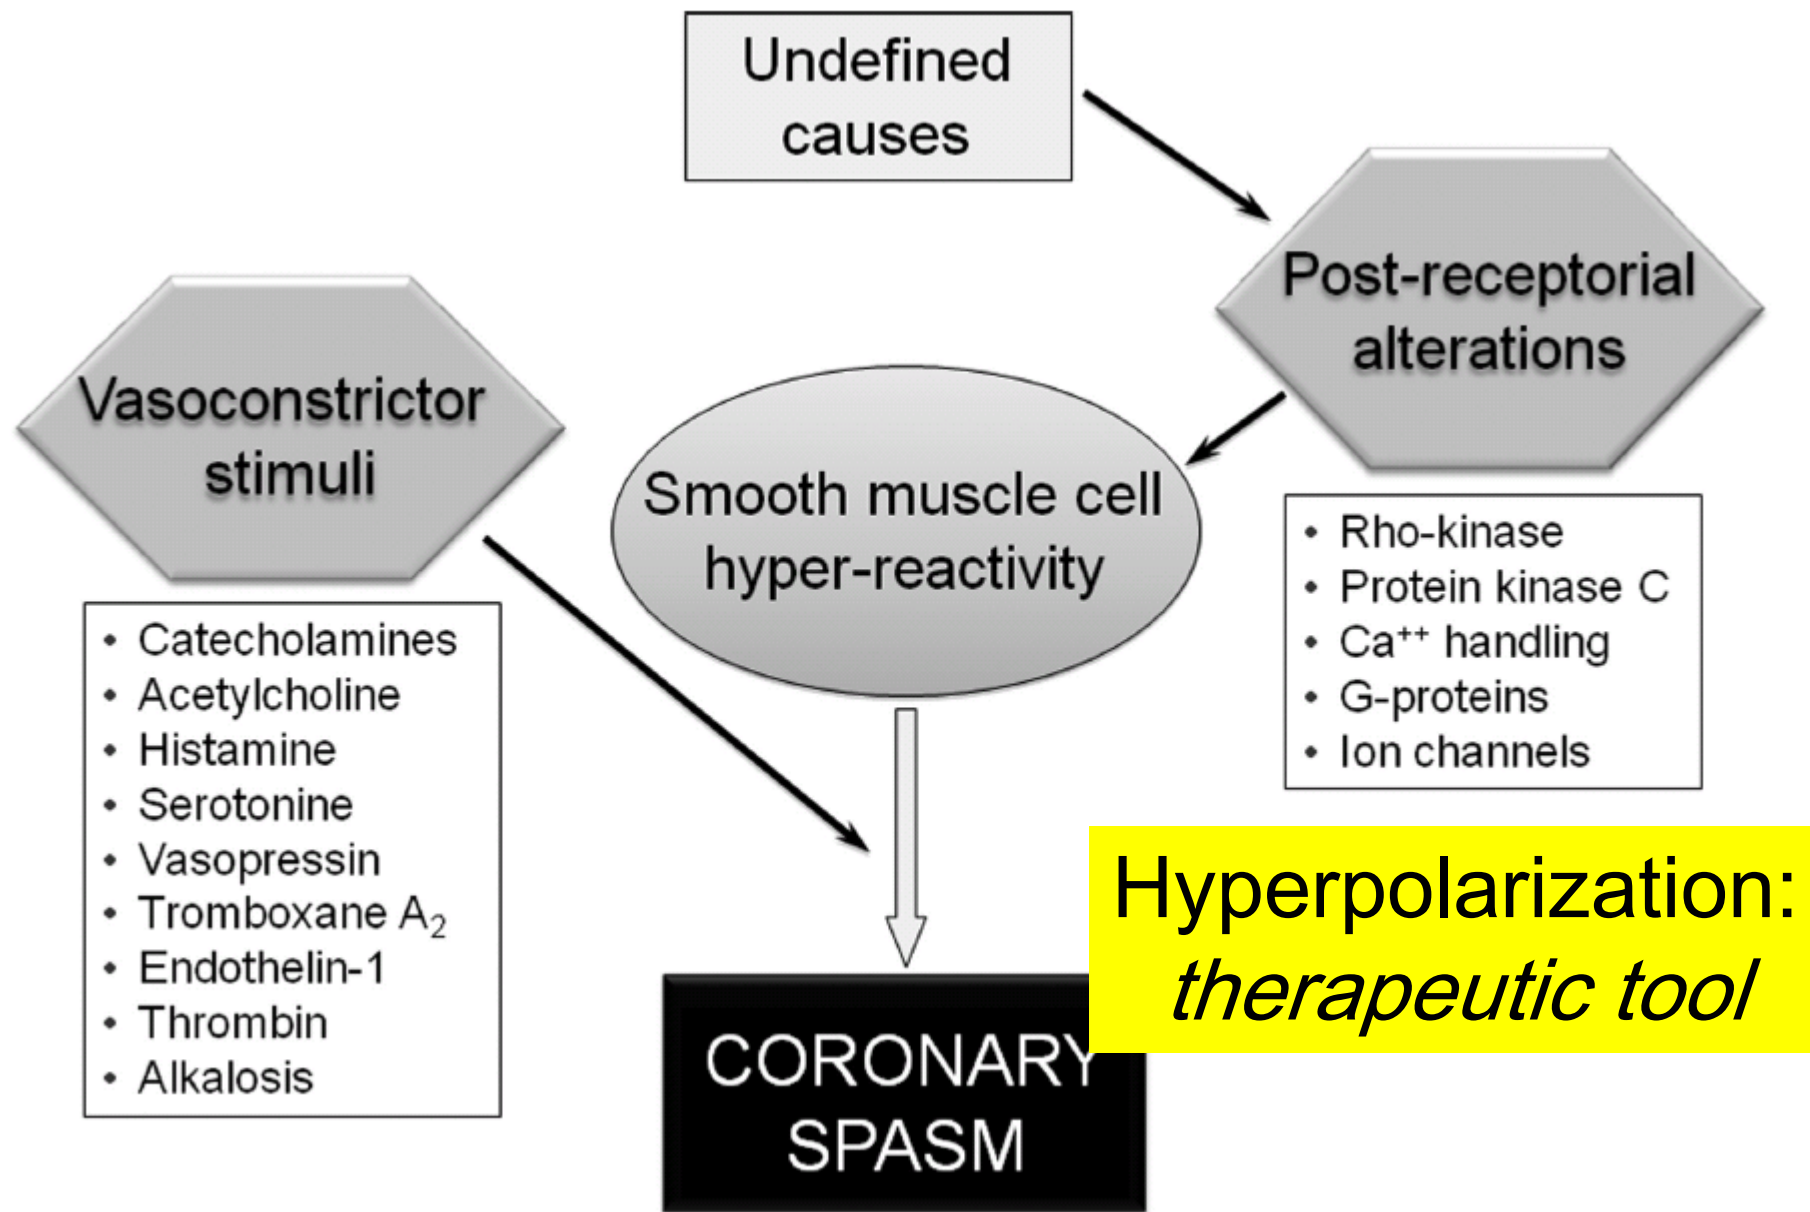 Undefined
causes
Post-receptorial
alterations
Vasoconstrictor
stimuli
Smooth muscle cell
hyper-reactivity
• Rho-kinase
• Protein kinase C
• Ca⁺⁺ handling
• G-proteins
• Ion channels
• Catecholamines
• Acetylcholine
• Histamine
• Serotonine
• Vasopressin
• Tromboxane A₂
• Endothelin-1
• Thrombin
• Alkalosis
Hyperpolarization:
therapeutic tool
CORONARY
SPASM